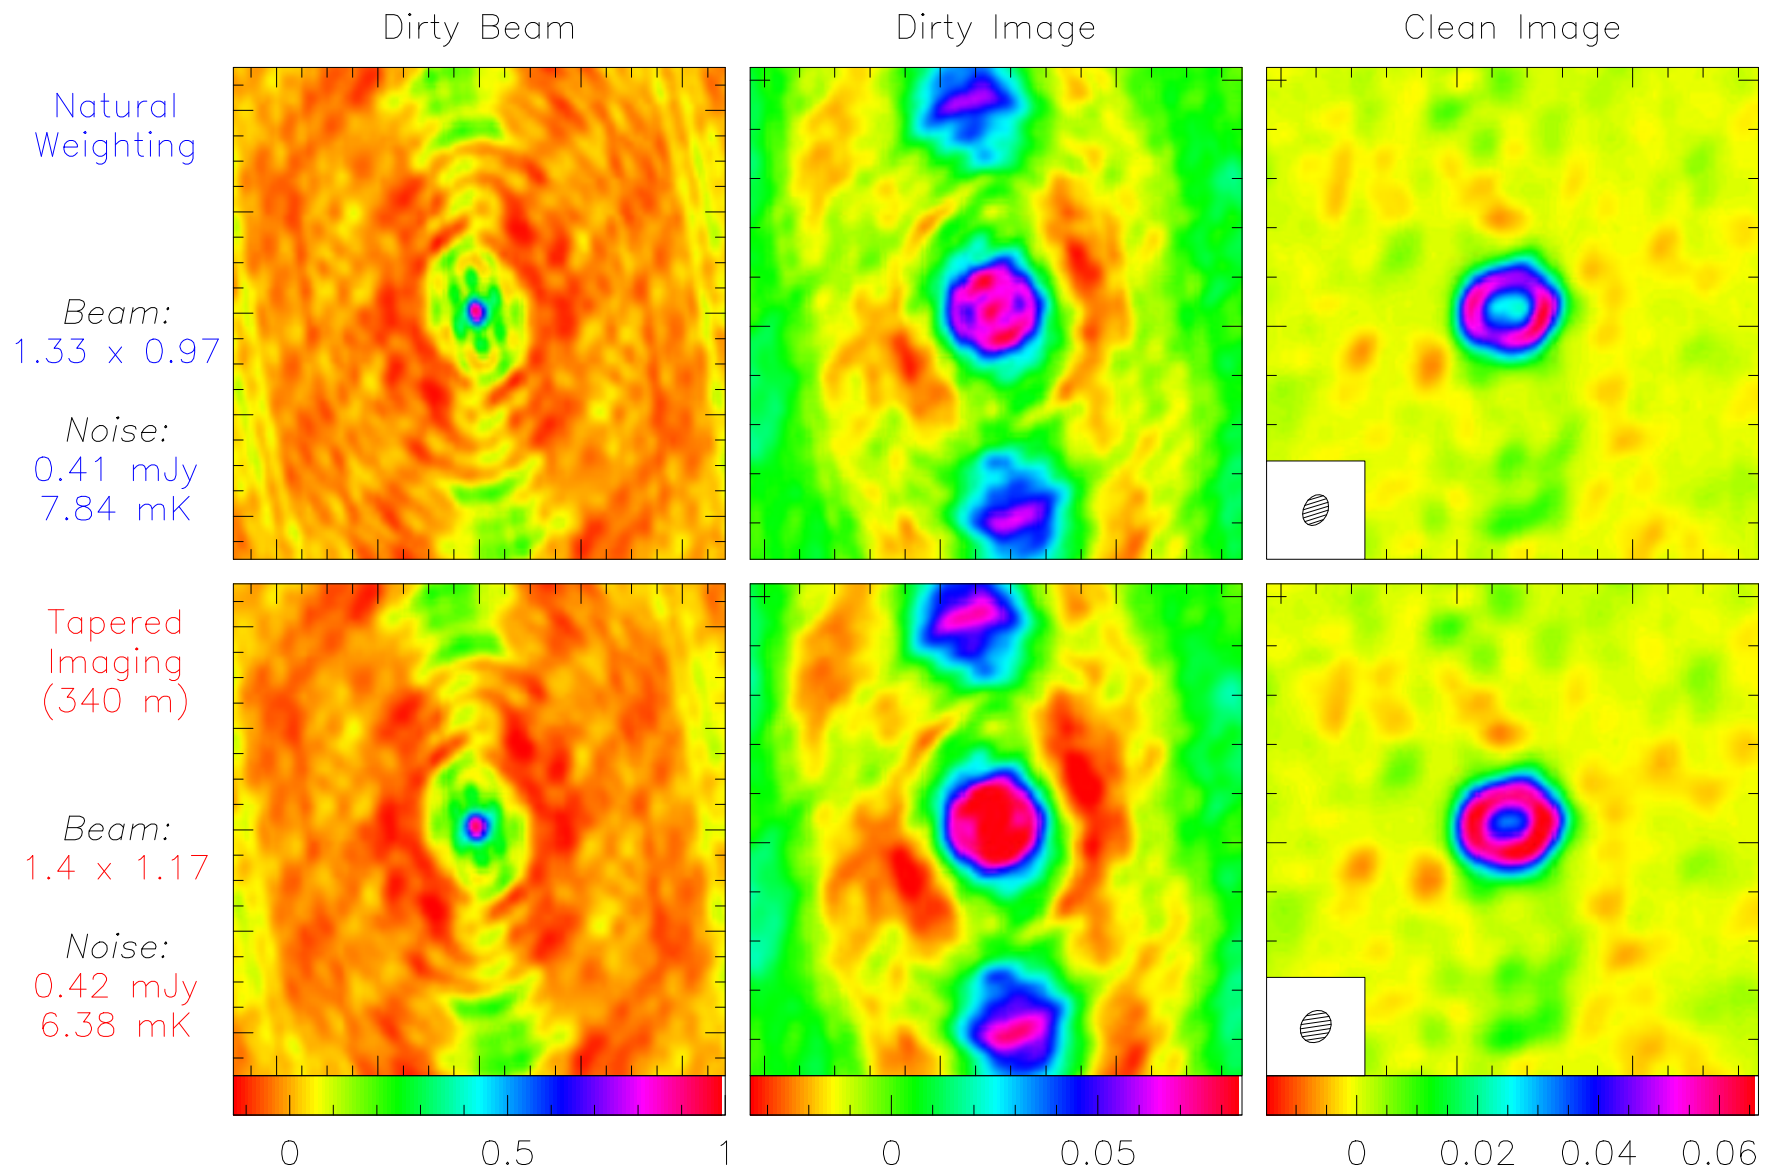 Dirty Beam
Dirty Image
Clean Image
Natural
Weighting
Beam:
1.33 x 0.97
Noise:
0.41 mJy
7.84 mK
Tapered
Imaging
(340 m)
Beam:
1.4 x 1.17
Noise:
0.42 mJy
6.38 mK
0 0.5 1
0 0.05
0 0.02 0.04 0.06